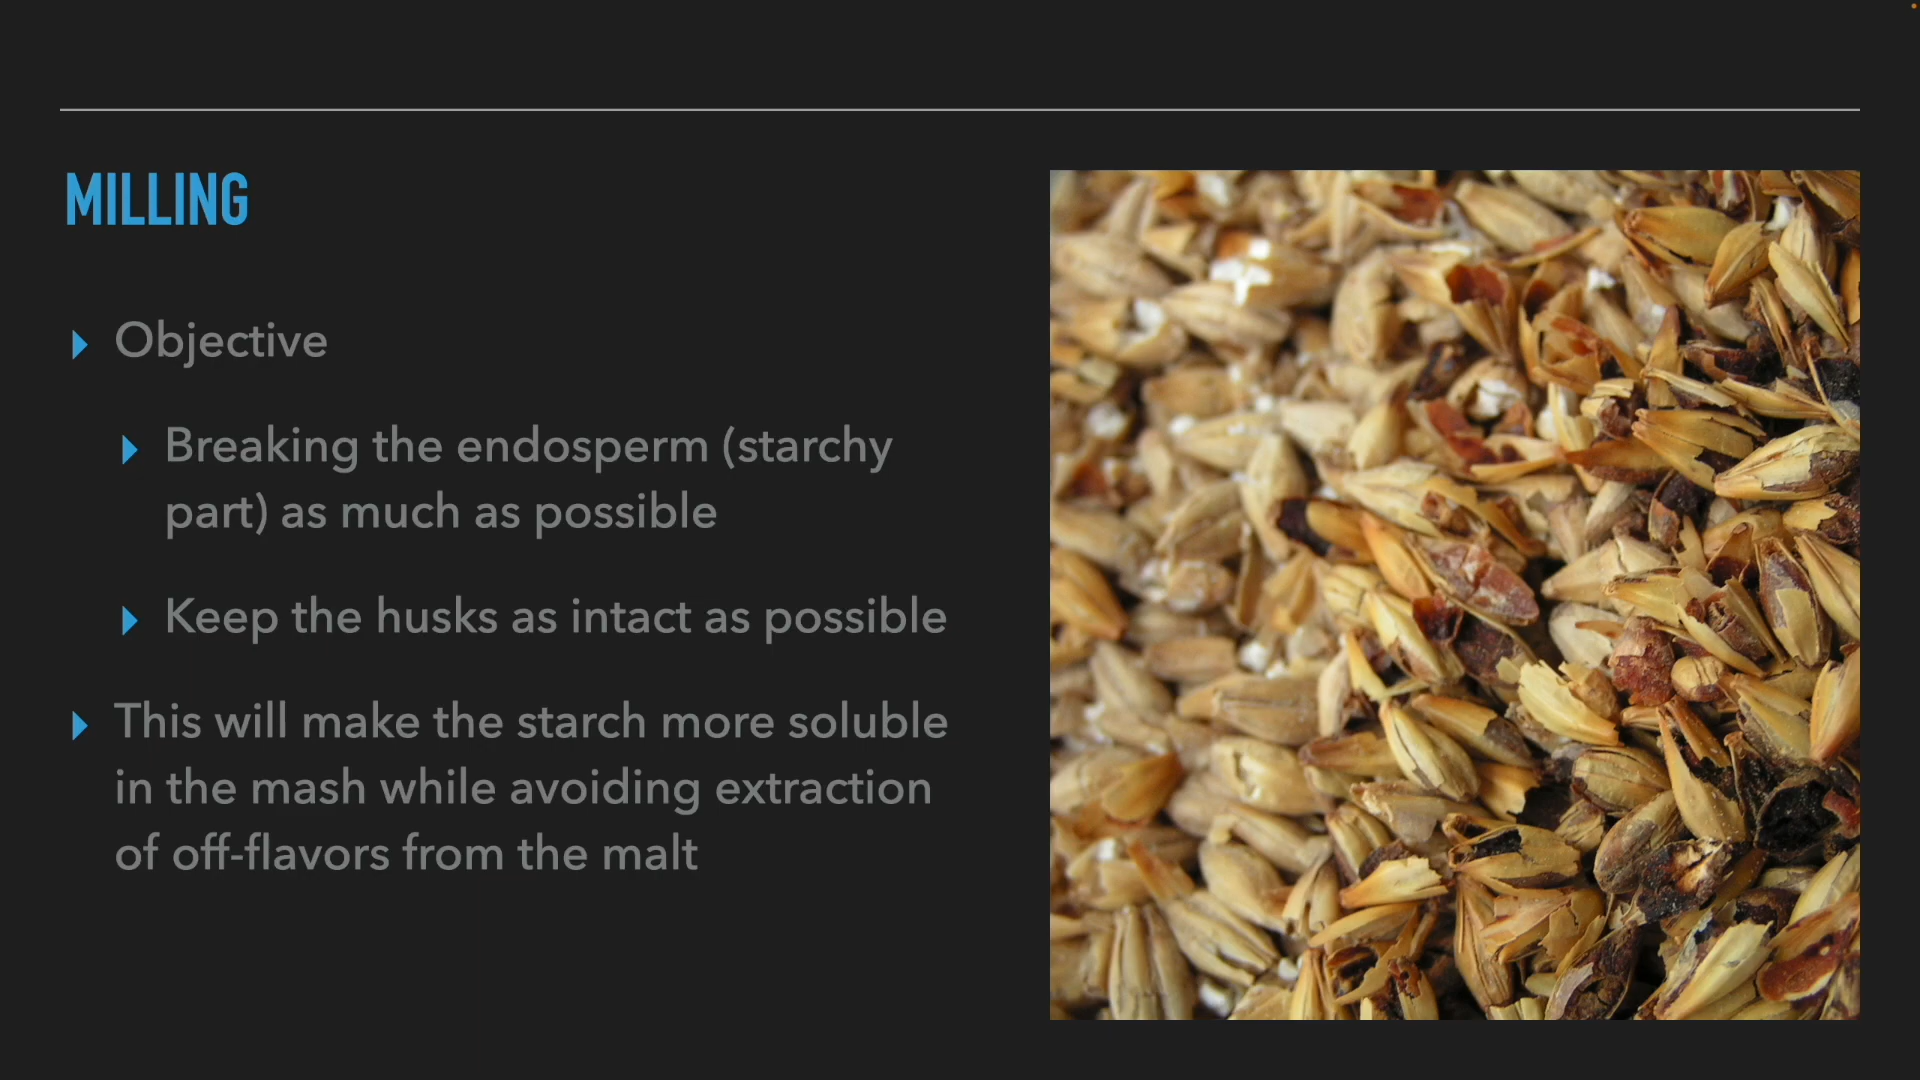 MILLING
Objective
Breaking the endosperm (starchy
part) as much as possible
Keep the husks as intact as possible
This will make the starch more soluble
in the mash while avoiding extraction
of off-flavors from the malt